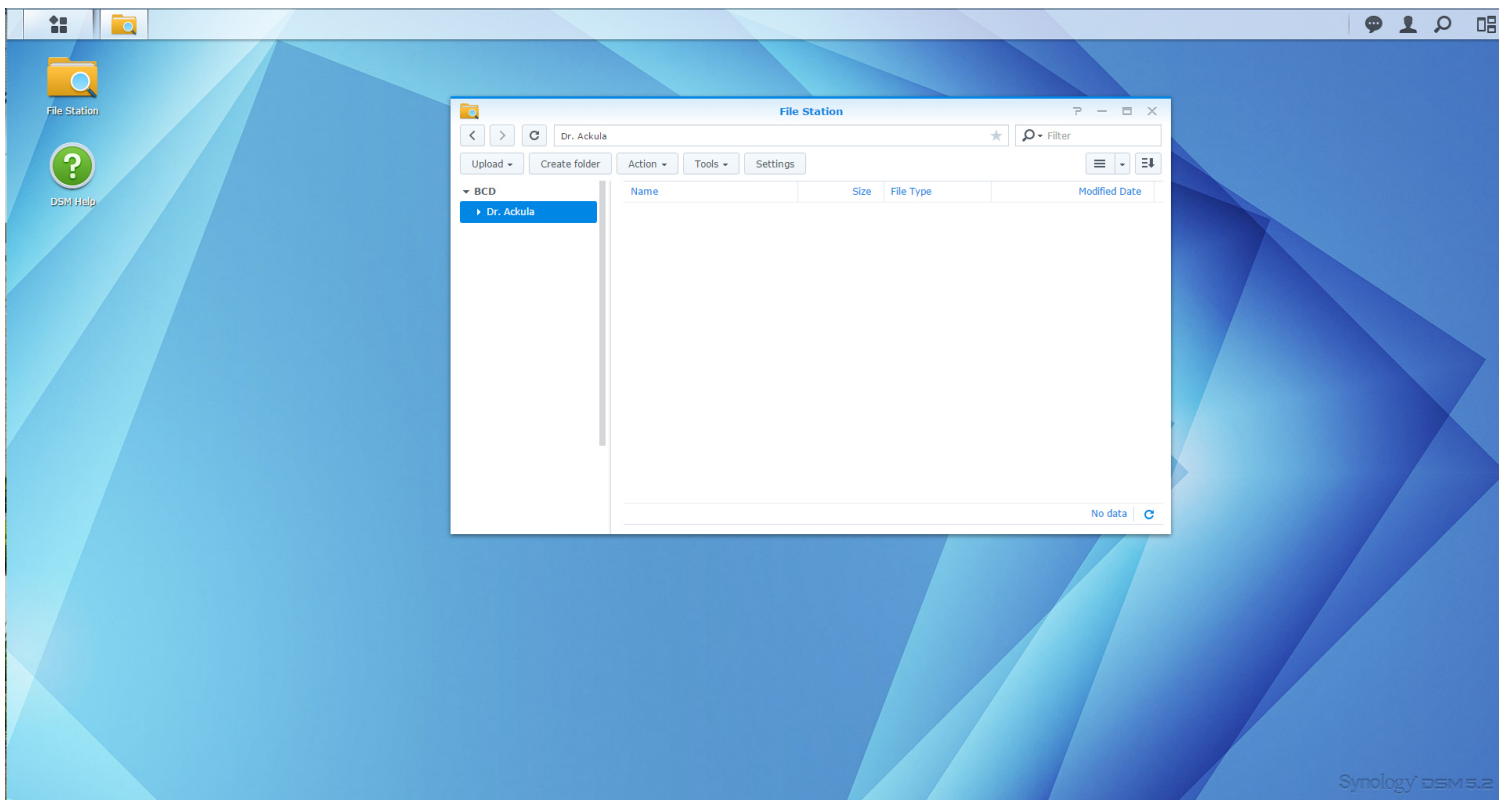 File Station
DSM Help
File Station
Dr. Ackula
Filter
Upload Create folder Action Tools Settings
BCD
Dr. Ackula
Name Size File Type Modified Date
No data
Synology DSM 5.2